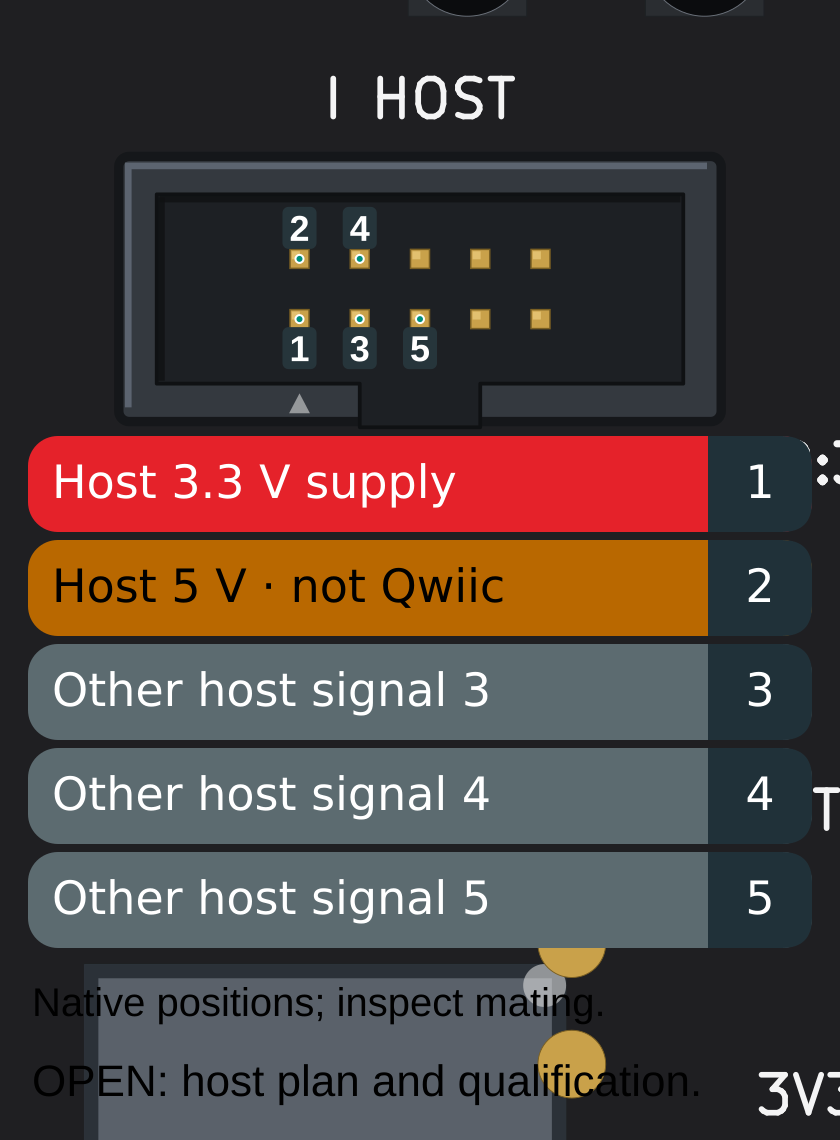 I HOST
2 4
1 3 5
Host 3.3 V supply 1
Host 5 V · not Qwiic 2
Other host signal 3 3
Other host signal 4 4
Other host signal 5 5
Native positions; inspect mating.
OPEN: host plan and qualification.